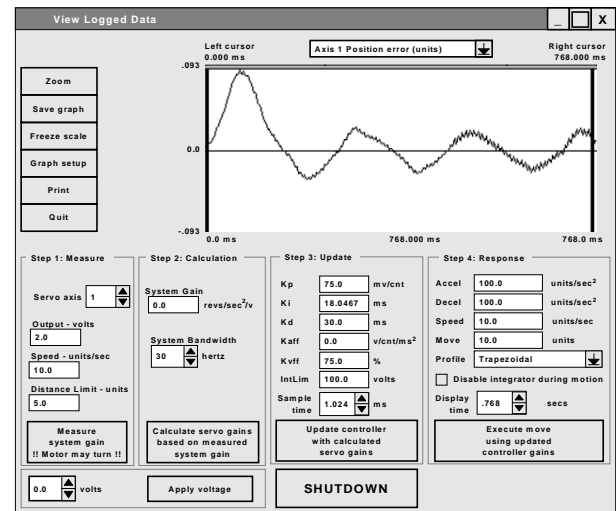 View Logged Data
_ X
Left cursor
0.000 ms
Axis 1 Position error (units)
Right cursor
768.000 ms
.093
0.0
-.093
0.0 ms
768.000 ms
768.0 ms
Zoom
Save graph
Freeze scale
Graph setup
Print
Quit
Step 1: Measure
Servo axis 1
Output - volts
2.0
Speed - units/sec
10.0
Distance Limit - units
5.0
Measure
system gain
!! Motor may turn !!
Step 2: Calculation
System Gain
0.0 revs/sec²/v
System Bandwidth
30 hertz
Calculate servo gains
based on measured
system gain
Step 3: Update
Kp 75.0 mv/cnt
Ki 18.0467 ms
Kd 30.0 ms
Kaff 0.0 v/cnt/ms²
Kvff 75.0 %
IntLim 100.0 volts
Sample
time 1.024 ms
Update controller
with calculated
servo gains
Step 4: Response
Accel 100.0 units/sec²
Decel 100.0 units/sec²
Speed 10.0 units/sec
Move 10.0 units
Profile Trapezoidal
Disable integrator during motion
Display
time .768 secs
Execute move
using updated
controller gains
0.0 volts
Apply voltage
SHUTDOWN